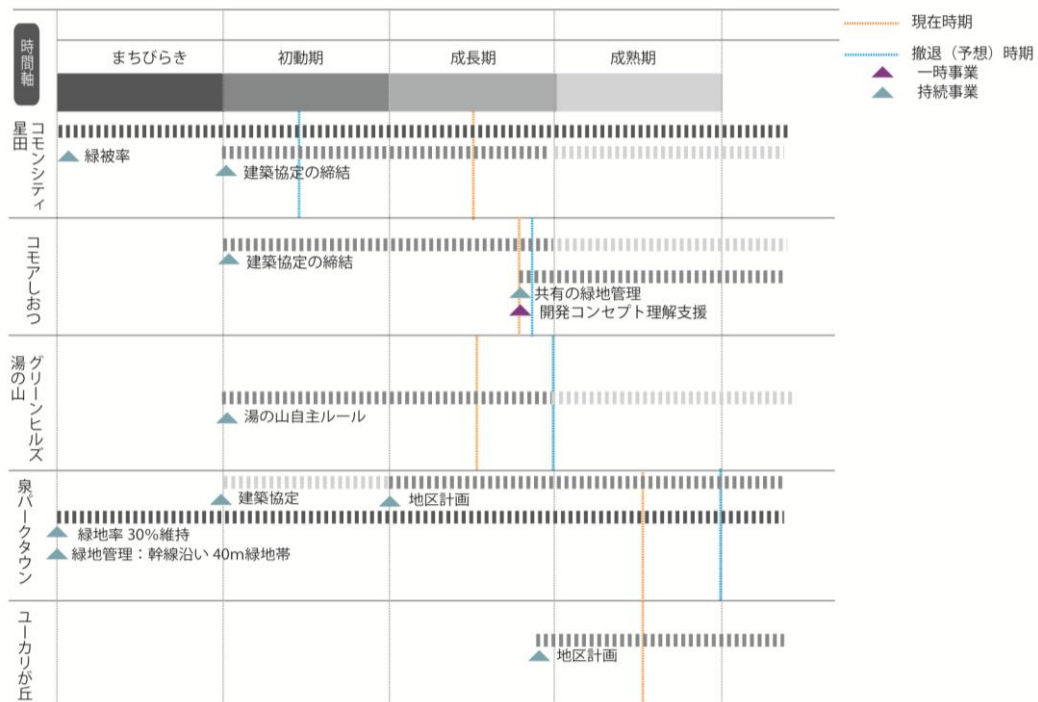 時間軸
まちびらき
初動期
成長期
成熟期
現在時期
撤退（予想）時期
一時事業
持続事業
コモンシティ
星田
緑被率
建築協定の締結
コモアしおつ
建築協定の締結
共有の緑地管理
開発コンセプト理解支援
グリーンヒルズ
湯の山
湯の山自主ルール
泉パークタウン
建築協定
地区計画
緑地率 30%維持
緑地管理：幹線沿い 40m緑地帯
ユーカリが丘
地区計画